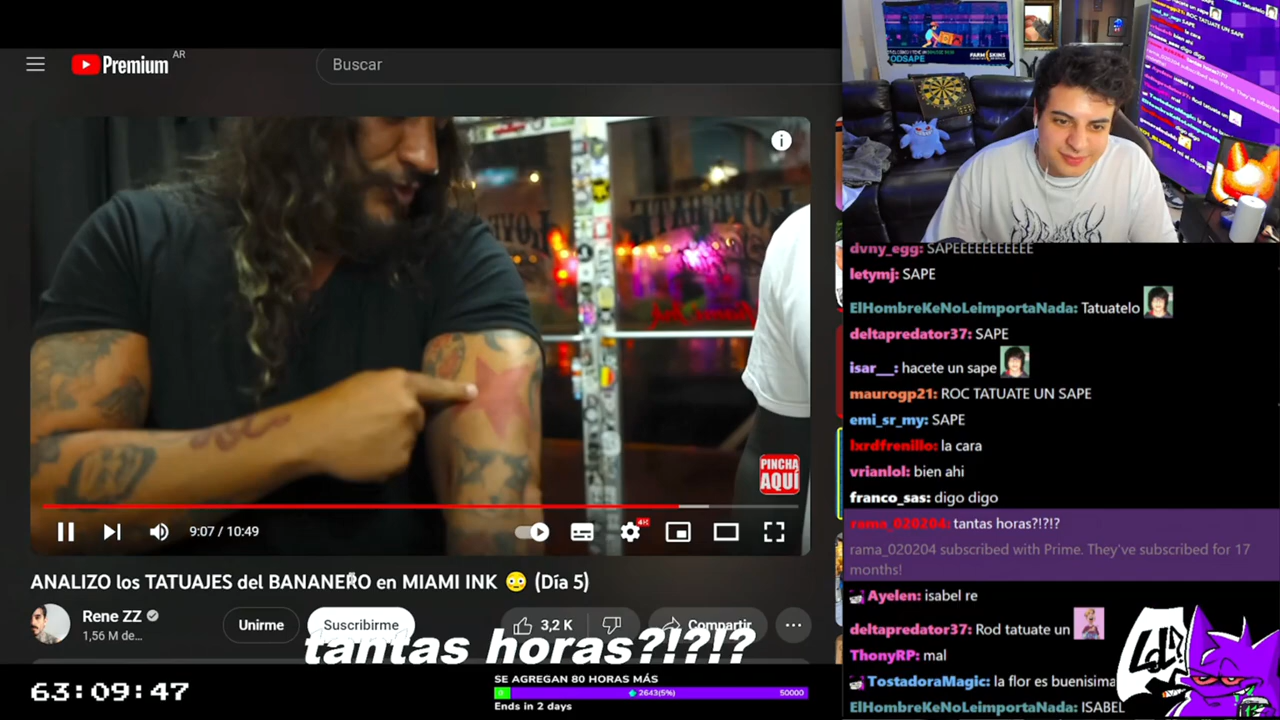 Premium
AR
Buscar
PINCHA
AQUÍ
9:07 / 10:49
ANALIZO los TATUAJES del BANANERO en MIAMI INK 😳 (Día 5)
Rene ZZ
1,56 M de...
Unirme
Suscribirme
3,2 K
Compartir
tantas horas?!?!?
63:09:47
SE AGREGAN 80 HORAS MÁS
0
2643(5%)
50000
Ends in 2 days
dvny_egg: SAPEEEEEEEEEEE
letymj: SAPE
ElHombreKeNoLeimportaNada: Tatuatelo
deltapredator37: SAPE
isar__: hacete un sape
maurogp21: ROC TATUATE UN SAPE
emi_sr_my: SAPE
lxrdfrenillo: la cara
vrianlol: bien ahi
franco_sas: digo digo
rama_020204: tantas horas?!?!?
rama_020204 subscribed with Prime. They've subscribed for 17
months!
Ayelen: isabel re
deltapredator37: Rod tatuate un
ThonyRP: mal
TostadoraMagic: la flor es buenisima
ElHombreKeNoLeimportaNada: ISABEL